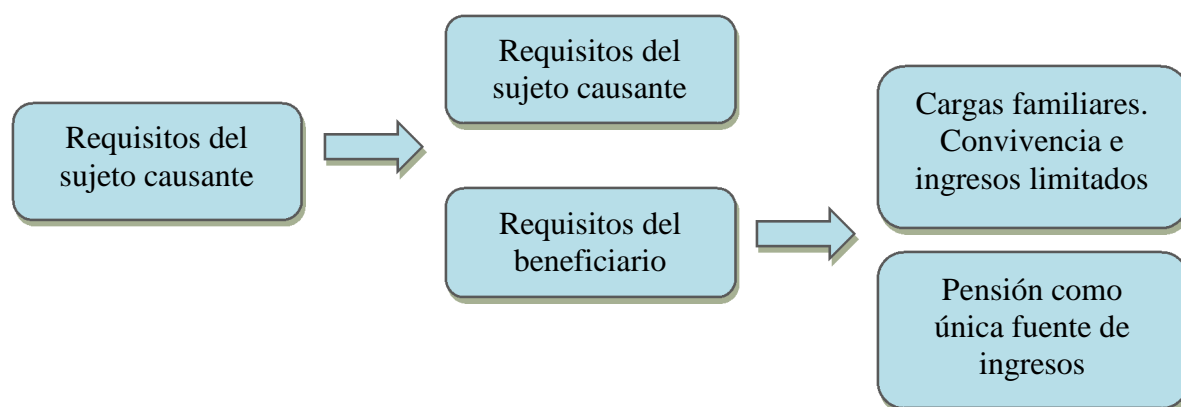 Requisitos del
sujeto causante
Requisitos del
sujeto causante
Requisitos del
beneficiario
Cargas familiares.
Convivencia e
ingresos limitados
Pensión como
única fuente de
ingresos